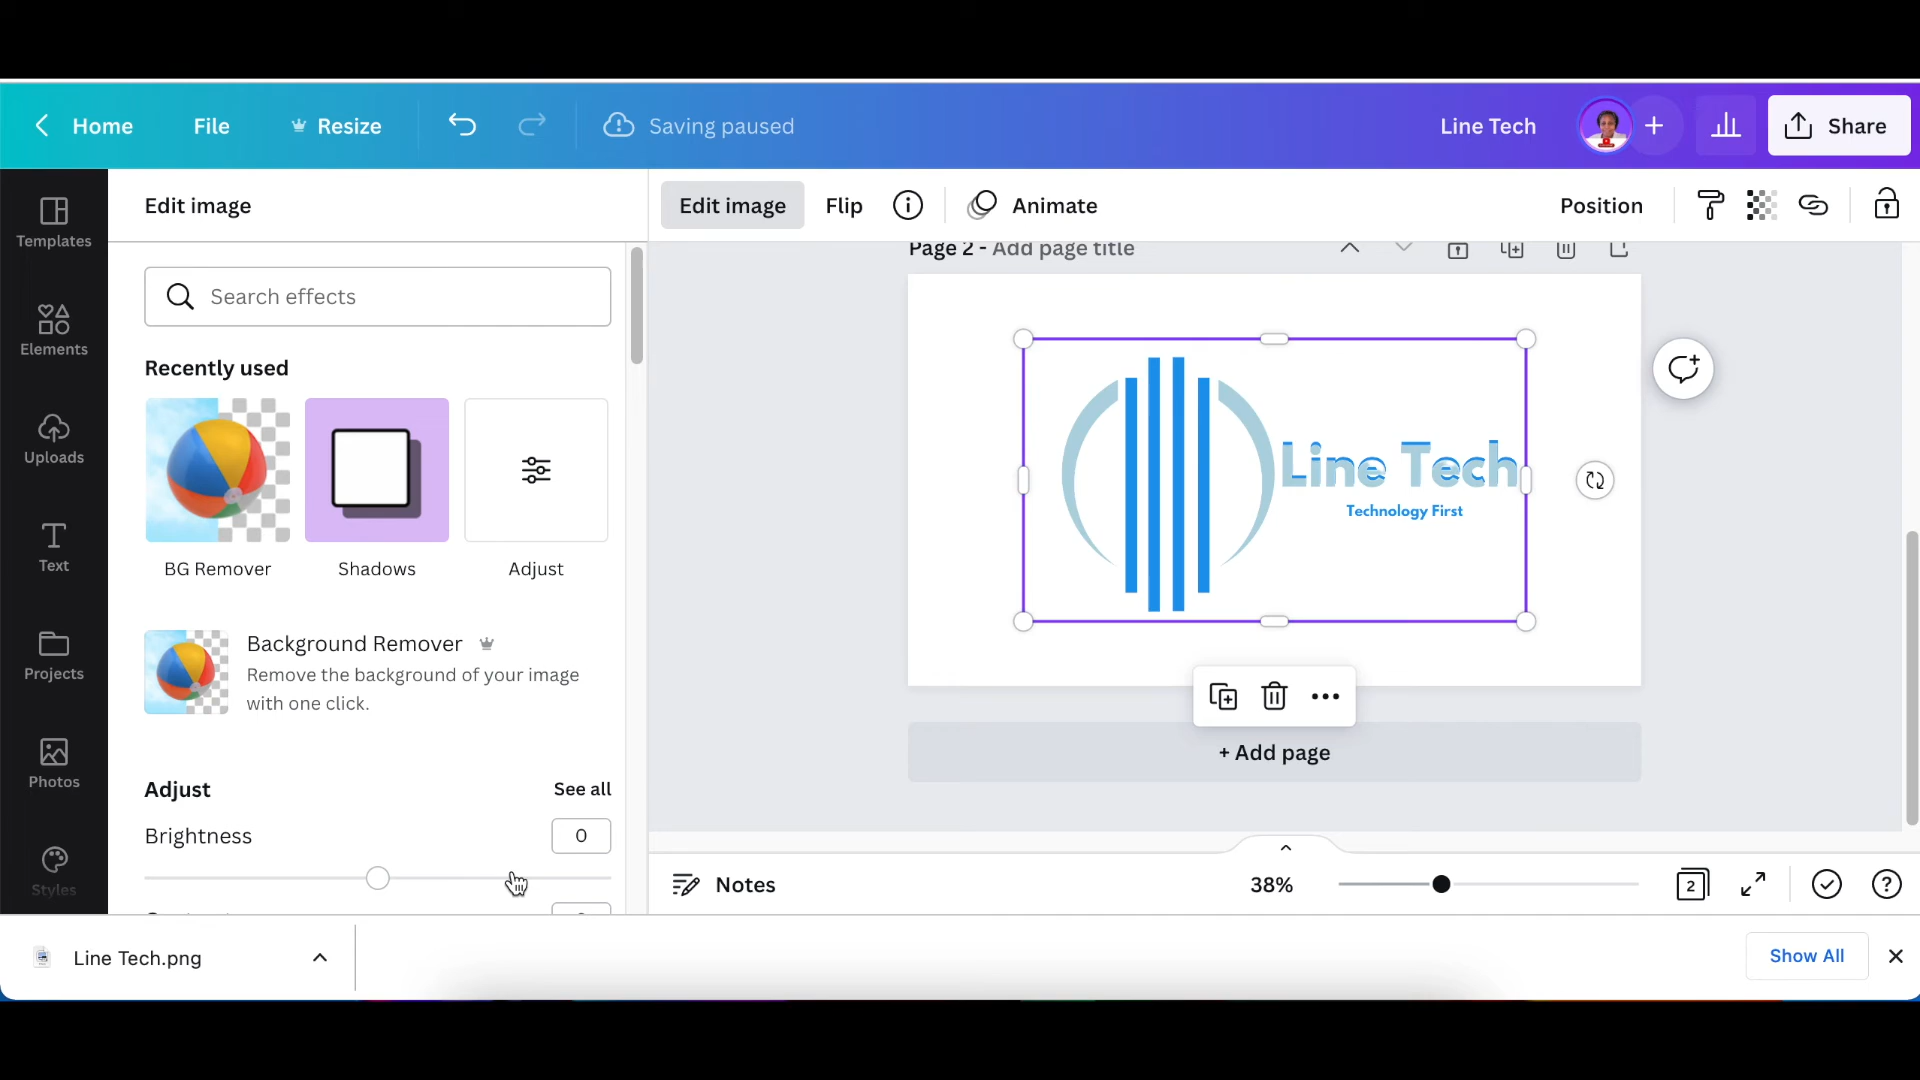 Home File Resize Saving paused Line Tech + Share
Templates
Elements
Uploads
Text
Projects
Photos
Styles
Edit image
Search effects
Recently used
BG Remover Shadows Adjust
Background Remover
Remove the background of your image
with one click.
Adjust See all
Brightness 0
Edit image Flip Animate Position
Page 2 - Add page title
Line Tech
Technology First
+ Add page
Notes 38% 2
Line Tech.png Show All